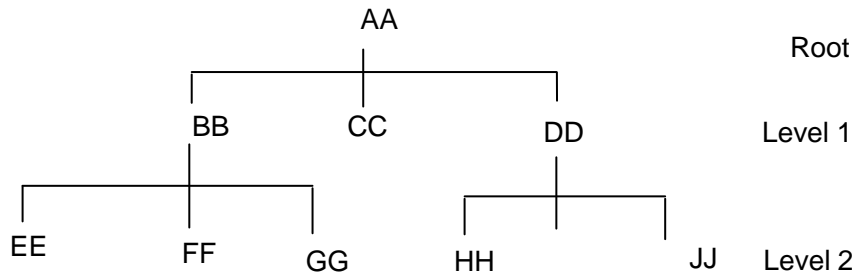 AA
Root
BB CC DD Level 1
EE FF GG HH JJ Level 2